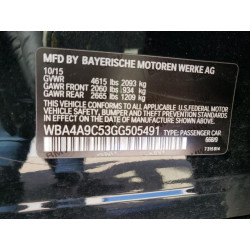 MFD BY BAYERISCHE MOTOREN WERKE AG
10/15
GVWR 4615 lbs 2093 kg
GAWR FRONT 2060 lbs 934 kg
GAWR REAR 2665 lbs 1209 kg
THIS VEHICLE CONFORMS TO ALL APPLICABLE
U.S. FEDERAL MOTOR VEHICLE
SAFETY, BUMPER, AND THEFT
PREVENTION STANDARDS IN EFFECT ON THE
DATE OF MANUFACTURE SHOWN ABOVE.
WBA4A9C53GG505491 TYPE: PASSENGER CAR
668/9